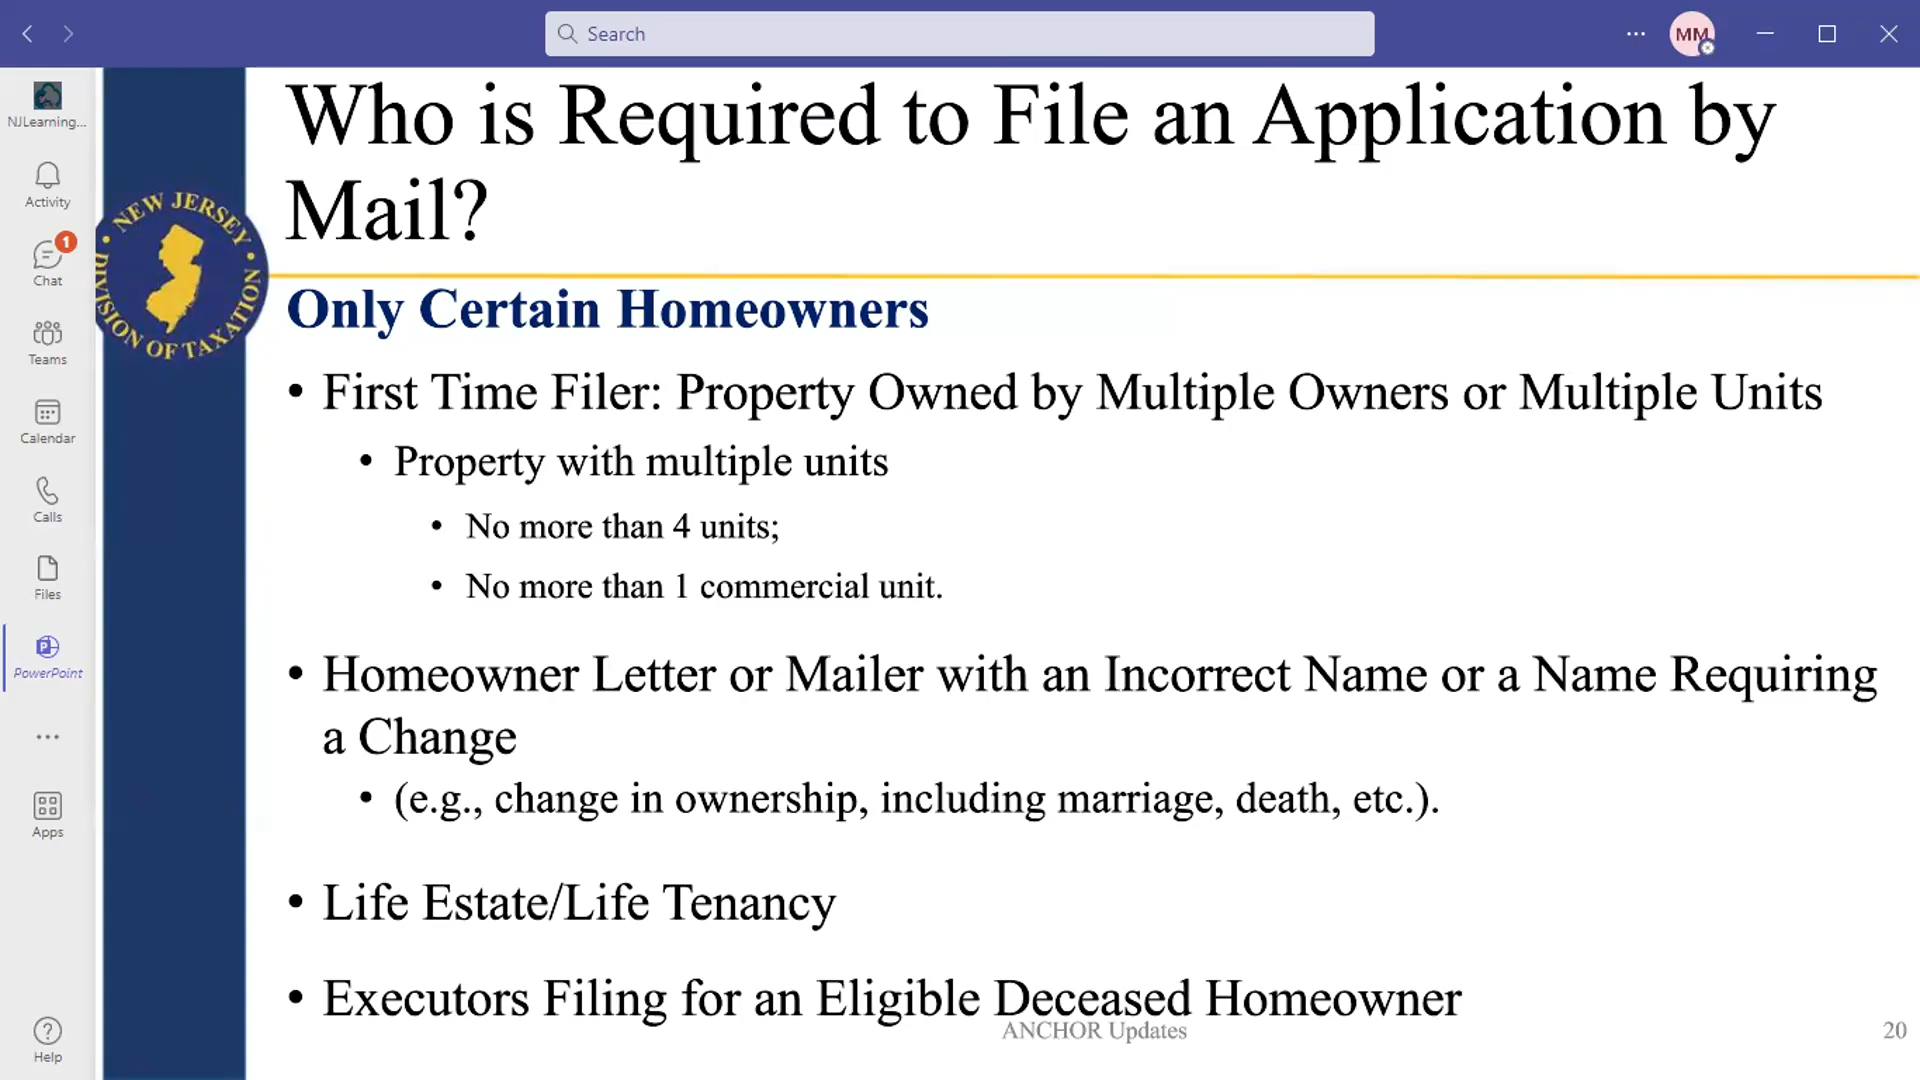 Search
MM
NJLearning...
Activity
1
Chat
Teams
Calendar
Calls
Files
PowerPoint
Apps
Help
NEW JERSEY
DIVISION OF TAXATION
Who is Required to File an Application by
Mail?
Only Certain Homeowners
• First Time Filer: Property Owned by Multiple Owners or Multiple Units
• Property with multiple units
• No more than 4 units;
• No more than 1 commercial unit.
• Homeowner Letter or Mailer with an Incorrect Name or a Name Requiring
a Change
• (e.g., change in ownership, including marriage, death, etc.).
• Life Estate/Life Tenancy
• Executors Filing for an Eligible Deceased Homeowner
ANCHOR Updates
20